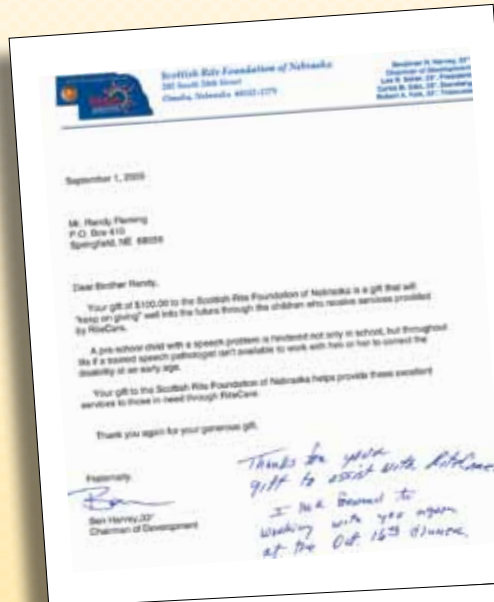 Scottish Rite Foundation of Nebraska
Omaha, Nebraska
September 1, 2009
Mr. Randy Fleming
P.O. Box 410
Springfield, NE 68059
Dear Brother Randy,
Your gift of $100.00 to the Scottish Rite Foundation of Nebraska is a gift that will
"keep on giving" well into the future through the children who receive services provided
by RiteCare.
A pre-school child with a speech problem is hindered not only in school, but throughout
life if a trained speech pathologist isn't available to work with him or her to correct the
disability at an early age.
Your gift to the Scottish Rite Foundation of Nebraska helps provide these excellent
services to those in need through RiteCare.
Thank you again for your generous gift.
Fraternally,
Ben
Ben Harvey, 33°
Chairman of Development
Thanks for your
gift to assist with RiteCare
I look forward to
working with you again
at the Oct. 16th dinner.